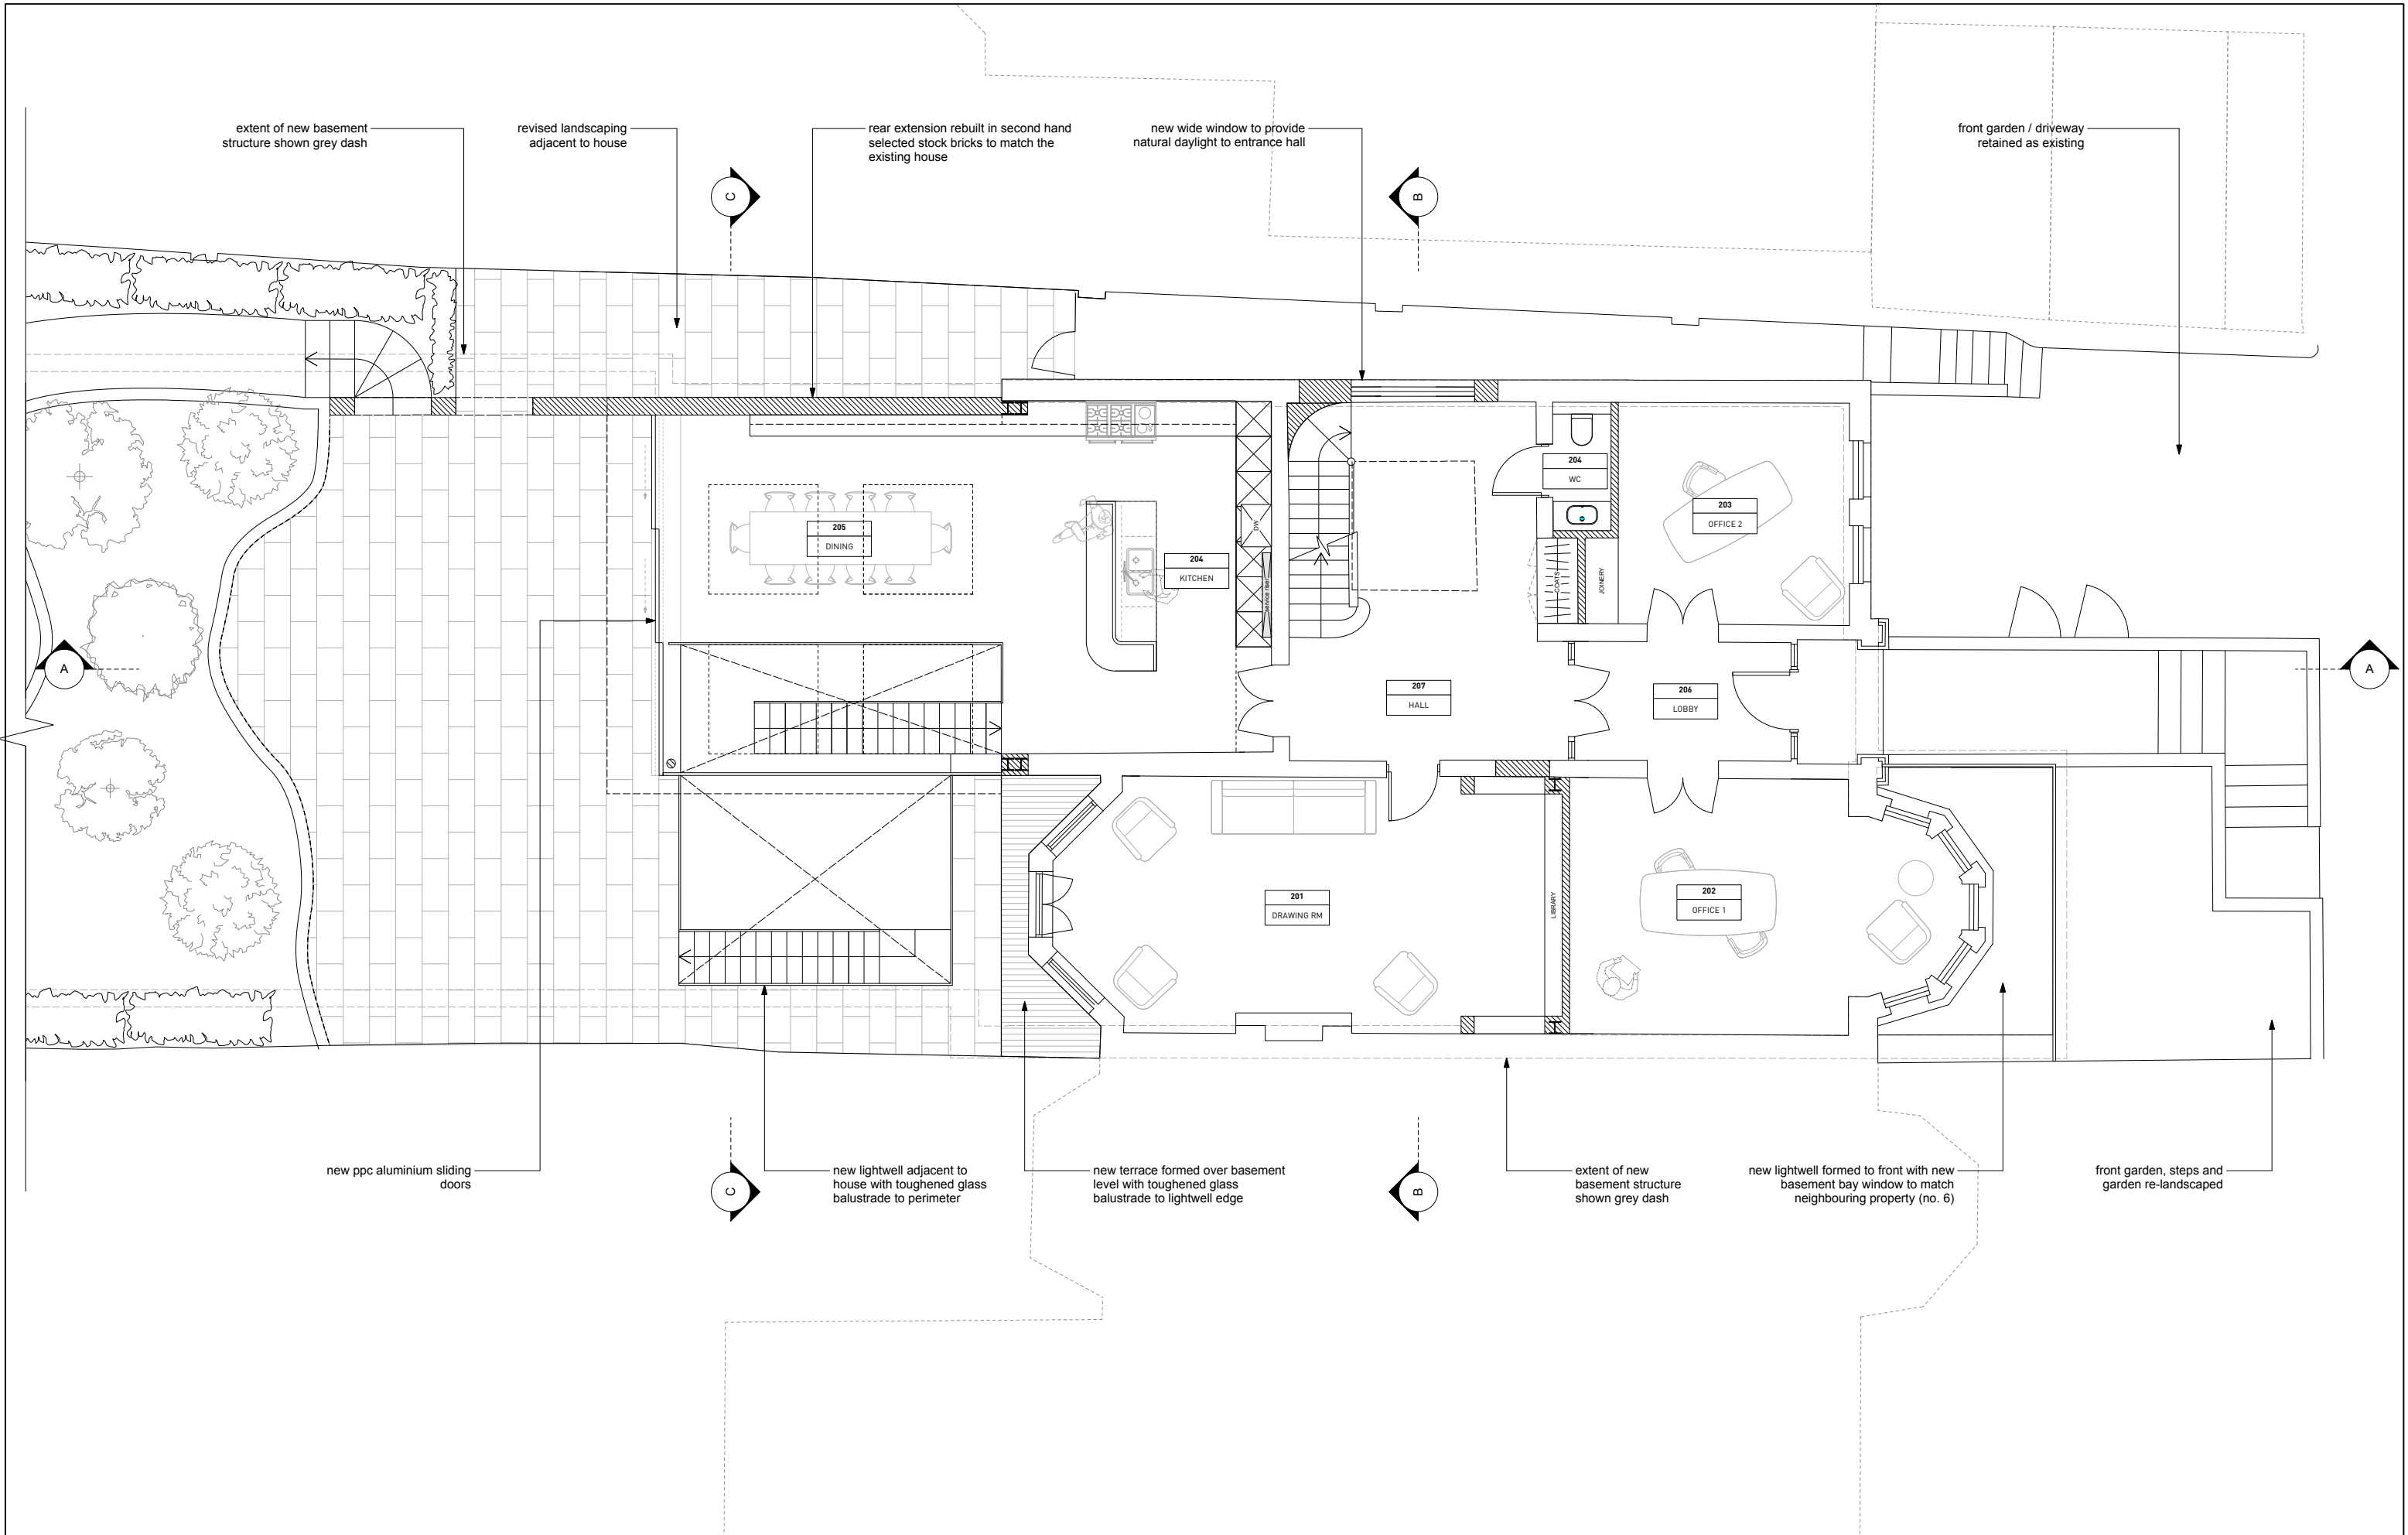 extent of new basement
structure shown grey dash
revised landscaping
adjacent to house
rear extension rebuilt in second hand
selected stock bricks to match the
existing house
new wide window to provide
natural daylight to entrance hall
front garden / driveway
retained as existing
C
B
204
WC
203
OFFICE 2
205
DINING
DW
204
KITCHEN
service riser
COATS
JOINERY
A
207
HALL
206
LOBBY
A
201
DRAWING RM
LIBRARY
202
OFFICE 1
new ppc aluminium sliding
doors
C
new lightwell adjacent to
house with toughened glass
balustrade to perimeter
new terrace formed over basement
level with toughened glass
balustrade to lightwell edge
B
extent of new
basement structure
shown grey dash
new lightwell formed to front with new
basement bay window to match
neighbouring property (no. 6)
front garden, steps and
garden re-landscaped